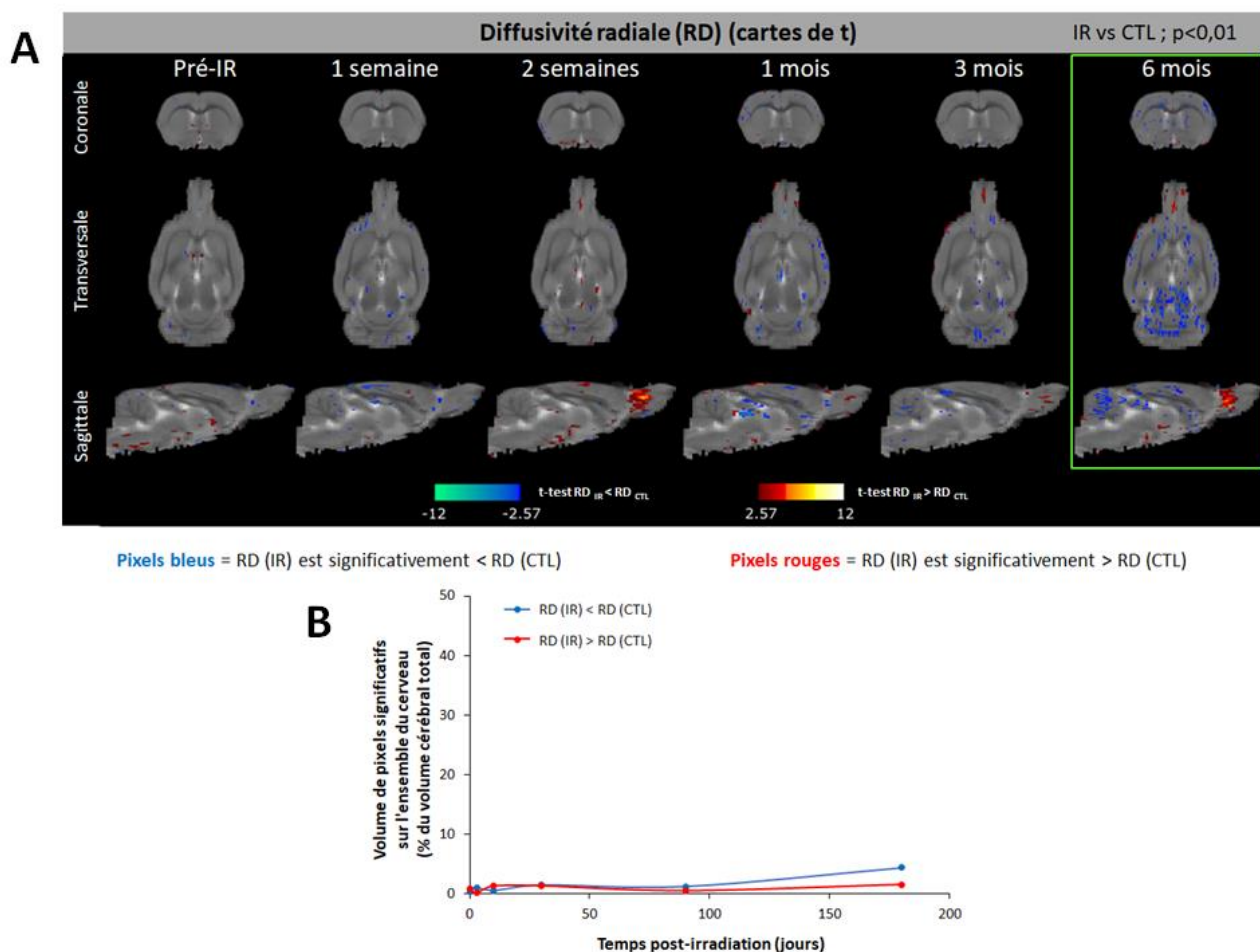 A
Diffusivité radiale (RD) (cartes de t)
IR vs CTL ; p<0,01
Pré-IR
1 semaine
2 semaines
1 mois
3 mois
6 mois
Coronale
Transversale
Sagittale
t-test RD IR < RD CTL
-12
-2.57
t-test RD IR > RD CTL
2.57
12
Pixels bleus = RD (IR) est significativement < RD (CTL)
Pixels rouges = RD (IR) est significativement > RD (CTL)
B
Volume de pixels significatifs
sur l'ensemble du cerveau
(% du volume cérébral total)
50
40
30
20
10
0
RD (IR) < RD (CTL)
RD (IR) > RD (CTL)
0
50
100
150
200
Temps post-irradiation (jours)